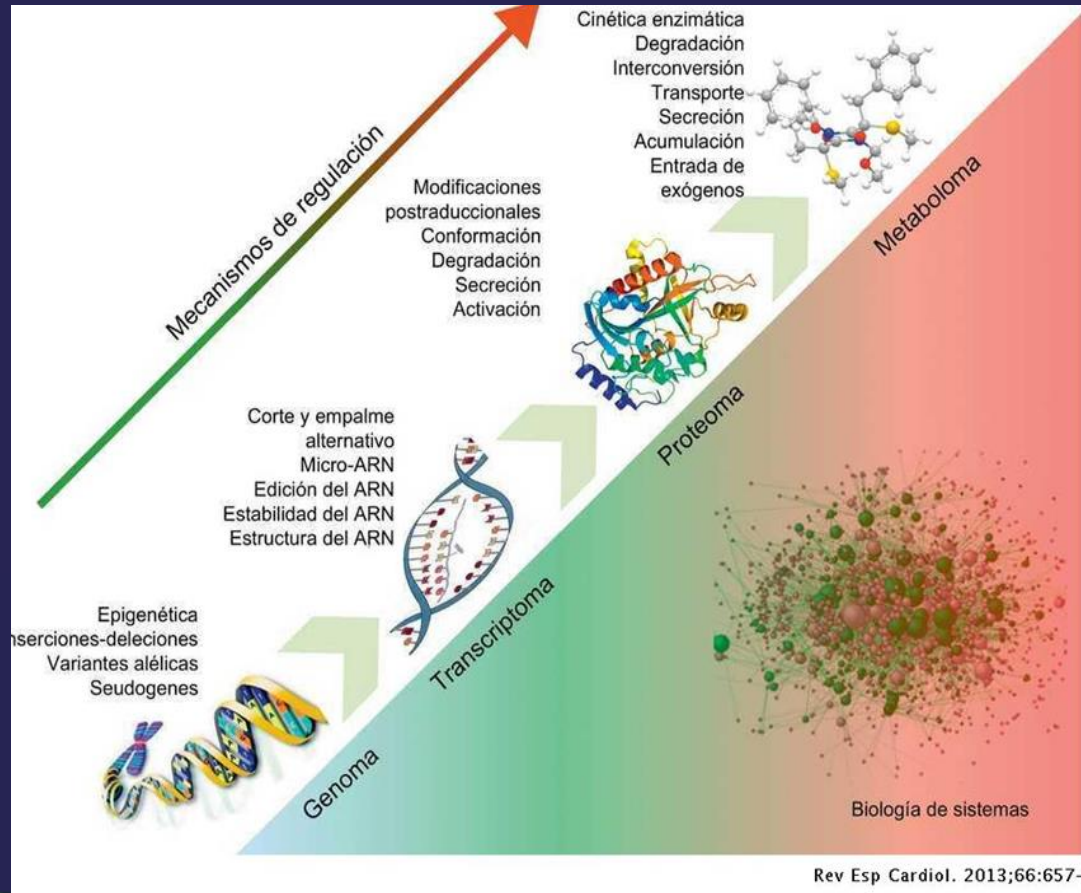 Mecanismos de regulación
Cinética enzimática
Degradación
Interconversión
Transporte
Secreción
Acumulación
Entrada de
exógenos
Metaboloma
Modificaciones
postraduccionales
Conformación
Degradación
Secreción
Activación
Proteoma
Corte y empalme
alternativo
Micro-ARN
Edición del ARN
Estabilidad del ARN
Estructura del ARN
Transcriptoma
Epigenética
nserciones-deleciones
Variantes alélicas
Seudogenes
Genoma
Biología de sistemas
Rev Esp Cardiol. 2013;66:657-